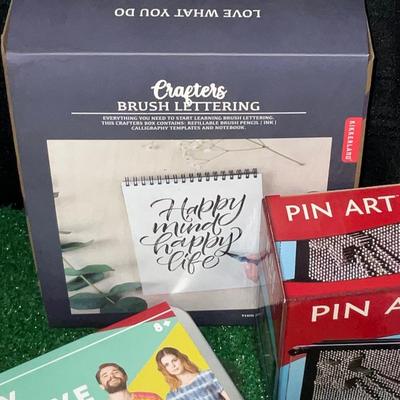 LOVE WHAT YOU DO
Crafters
BRUSH LETTERING
EVERYTHING YOU NEED TO START LEARNING BRUSH LETTERING.
THIS CRAFTERS BOX CONTAINS: REFILLABLE BRUSH PENCIL | INK |
CALLIGRAPHY TEMPLATES AND NOTEBOOK.
KIKKERLAND
Happy
mind
happy
life
PIN ART
PIN AR
8+